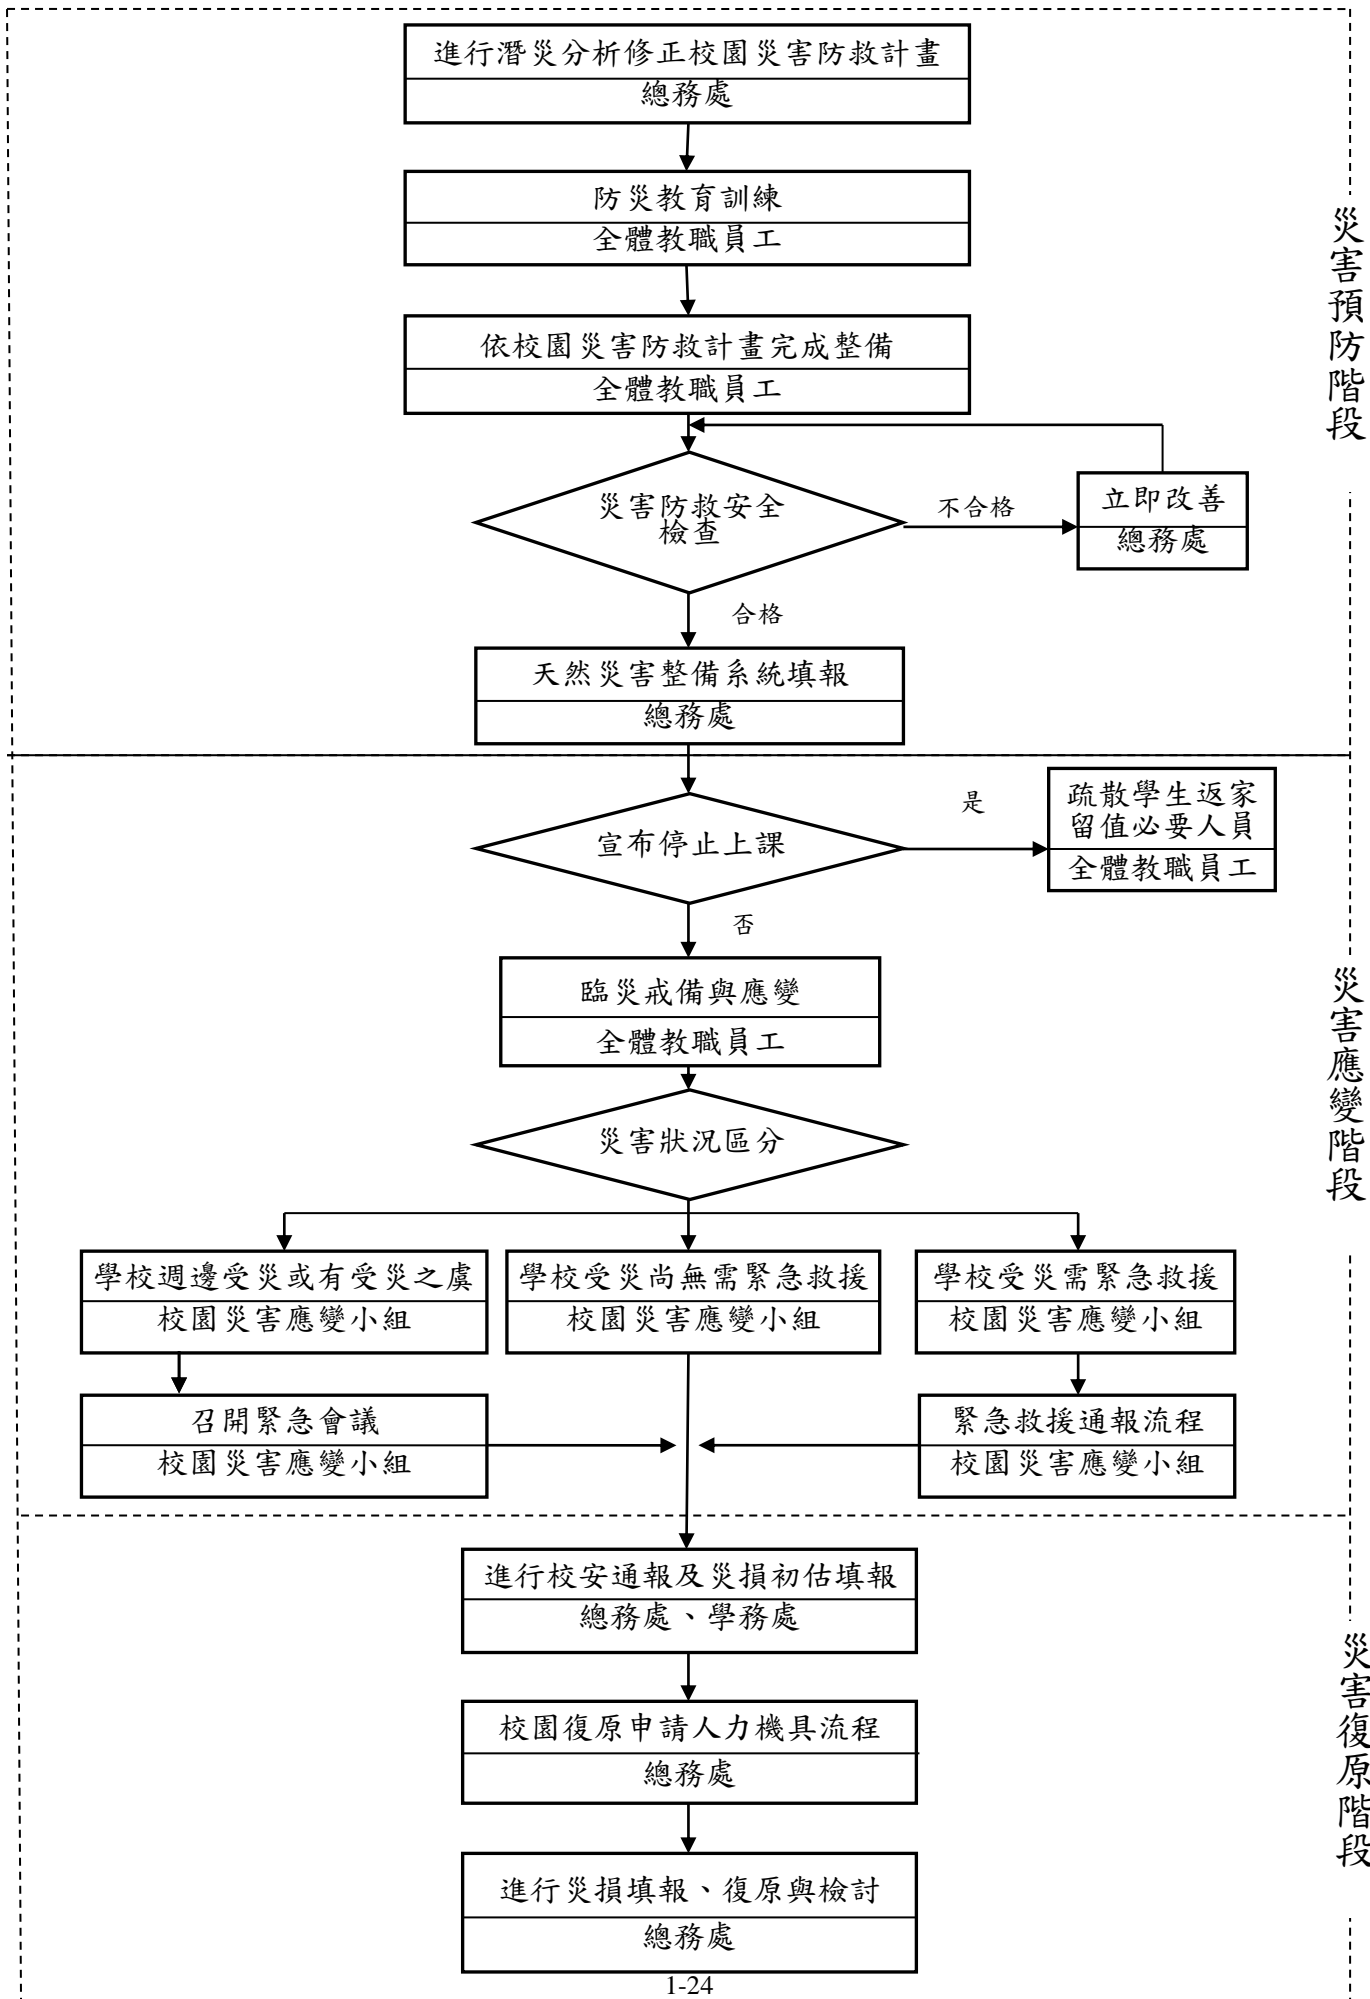 進行潛災分析修正校園災害防救計畫
總務處
防災教育訓練
全體教職員工
依校園災害防救計畫完成整備
全體教職員工
災害防救安全
檢查
不合格
立即改善
總務處
合格
天然災害整備系統填報
總務處
災害預防階段
宣布停止上課
是
疏散學生返家
留值必要人員
全體教職員工
否
臨災戒備與應變
全體教職員工
災害狀況區分
學校週邊受災或有受災之虞
校園災害應變小組
學校受災尚無需緊急救援
校園災害應變小組
學校受災需緊急救援
校園災害應變小組
召開緊急會議
校園災害應變小組
緊急救援通報流程
校園災害應變小組
災害應變階段
進行校安通報及災損初估填報
總務處、學務處
校園復原申請人力機具流程
總務處
進行災損填報、復原與檢討
總務處
災害復原階段
1-24